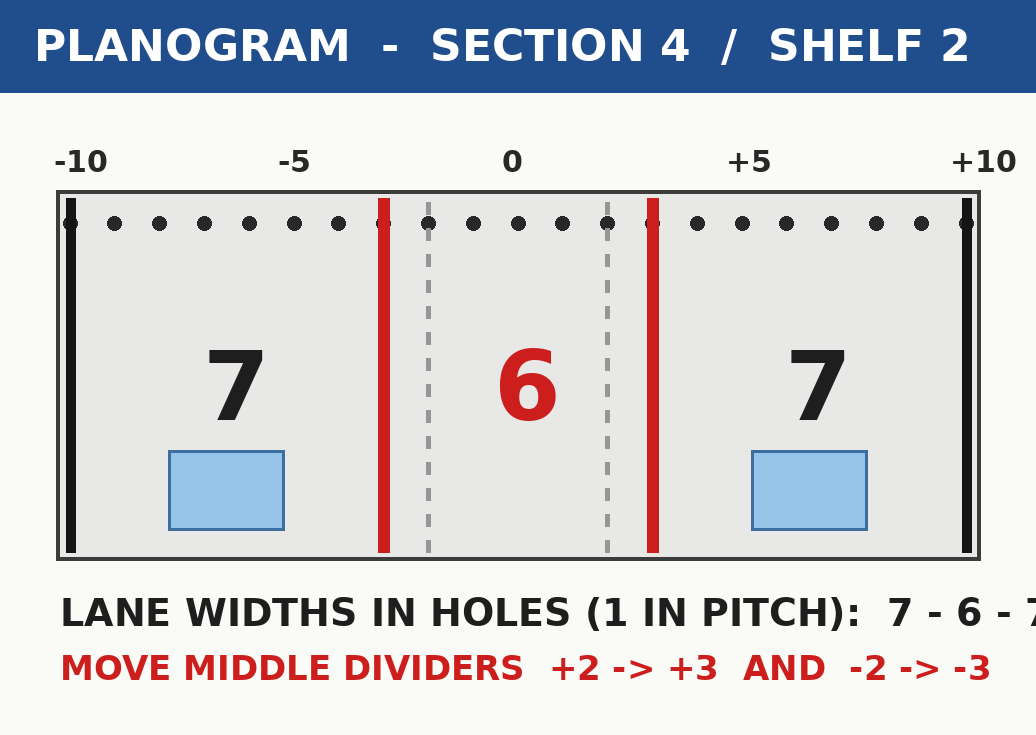 PLANOGRAM - SECTION 4 / SHELF 2
-10 -5 0 +5 +10
7 6 7
LANE WIDTHS IN HOLES (1 IN PITCH): 7 - 6 - 7
MOVE MIDDLE DIVIDERS +2 -> +3 AND -2 -> -3